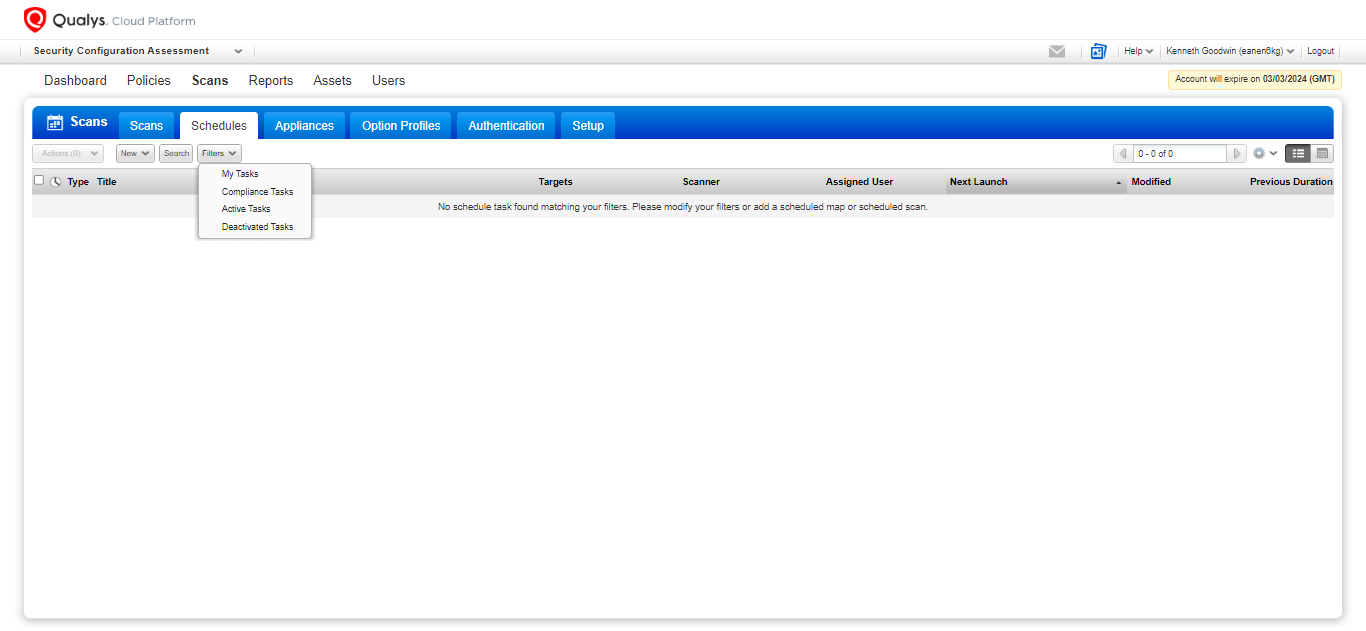 Qualys. Cloud Platform
Security Configuration Assessment
Help
Kenneth Goodwin (eanen6kg)
Logout
Dashboard Policies Scans Reports Assets Users
Account will expire on 03/03/2024 (GMT)
Scans
Scans Schedules Appliances Option Profiles Authentication Setup
Actions (0) New Search Filters
0 - 0 of 0
Type Title Targets Scanner Assigned User Next Launch Modified Previous Duration
My Tasks
Compliance Tasks
Active Tasks
Deactivated Tasks
No schedule task found matching your filters. Please modify your filters or add a scheduled map or scheduled scan.